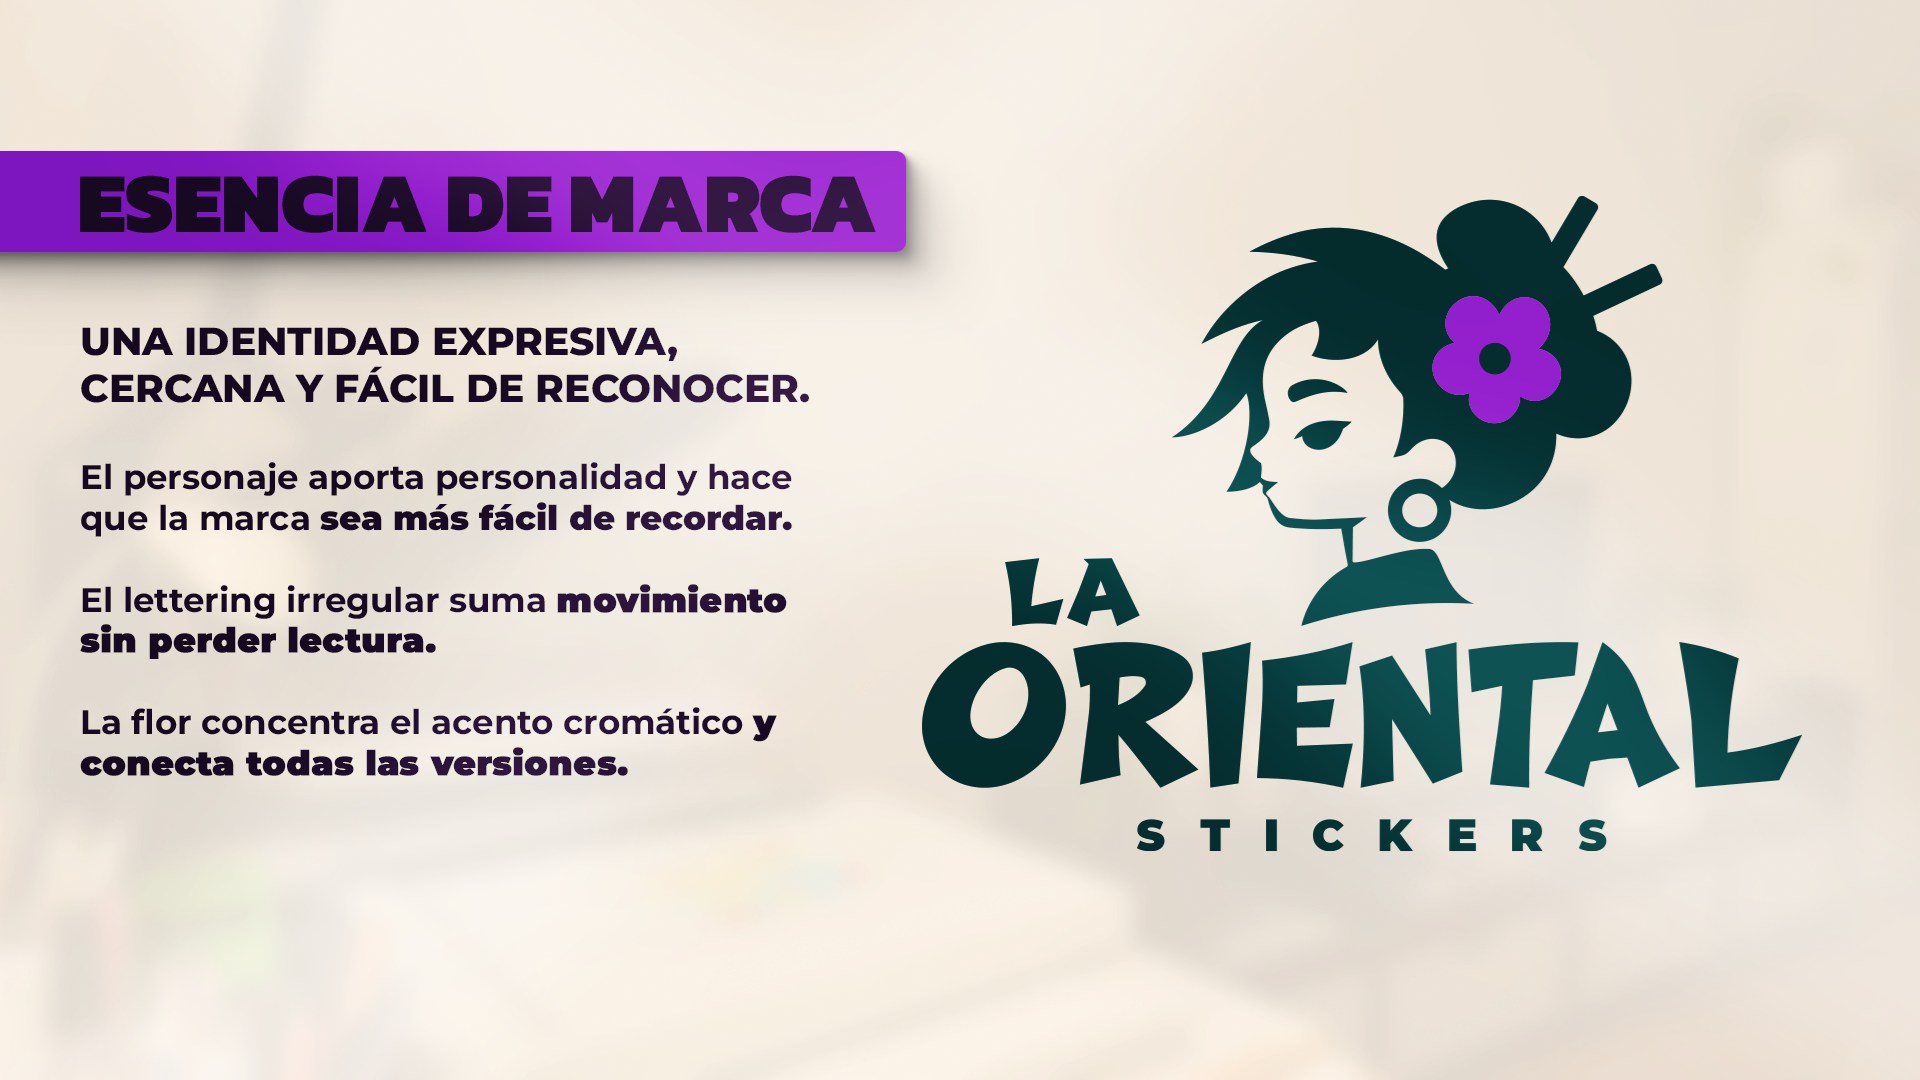 ESENCIA DE MARCA
UNA IDENTIDAD EXPRESIVA,
CERCANA Y FÁCIL DE RECONOCER.
El personaje aporta personalidad y hace
que la marca sea más fácil de recordar.
El lettering irregular suma movimiento
sin perder lectura.
La flor concentra el acento cromático y
conecta todas las versiones.
LA
ORIENTAL
STICKERS